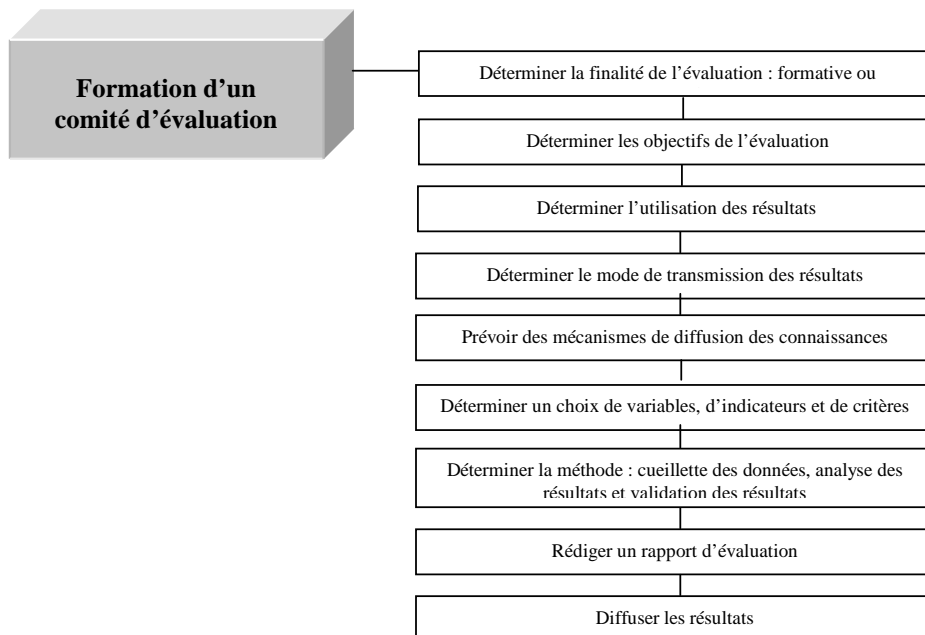 Formation d'un
comité d'évaluation
Déterminer la finalité de l'évaluation : formative ou
Déterminer les objectifs de l'évaluation
Déterminer l'utilisation des résultats
Déterminer le mode de transmission des résultats
Prévoir des mécanismes de diffusion des connaissances
Déterminer un choix de variables, d'indicateurs et de critères
Déterminer la méthode : cueillette des données, analyse des
résultats et validation des résultats
Rédiger un rapport d'évaluation
Diffuser les résultats